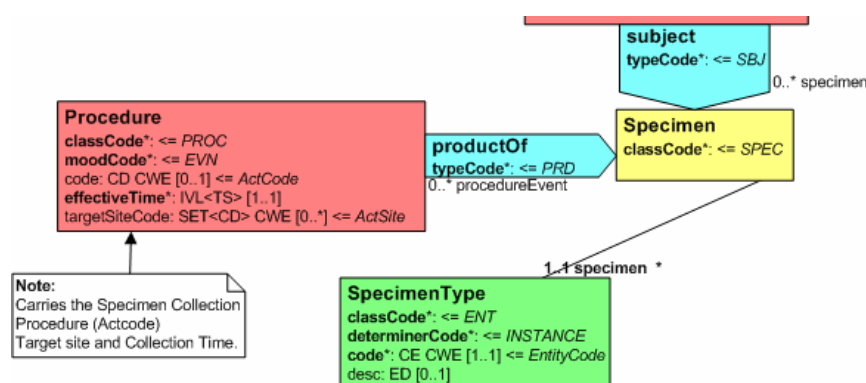 subject
typeCode*: <= SBJ
0..* specimen
Procedure
classCode*: <= PROC
moodCode*: <= EVN
code: CD CWE [0..1] <= ActCode
effectiveTime*: IVL<TS> [1..1]
targetSiteCode: SET<CD> CWE [0..*] <= ActSite
productOf
typeCode*: <= PRD
0..* procedureEvent
Specimen
classCode*: <= SPEC
Note:
Carries the Specimen Collection
Procedure (Actcode)
Target site and Collection Time.
1..1 specimen *
SpecimenType
classCode*: <= ENT
determinerCode*: <= INSTANCE
code*: CE CWE [1..1] <= EntityCode
desc: ED [0..1]